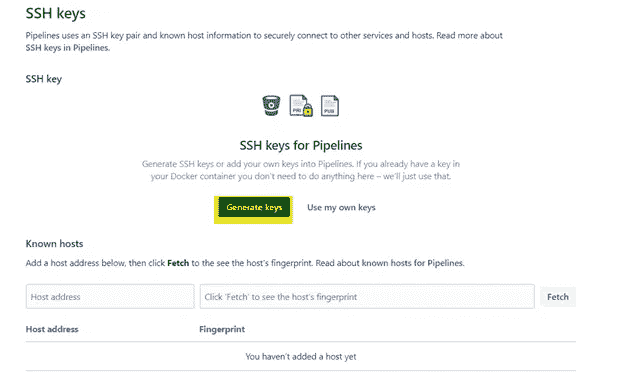 SSH keys
Pipelines uses an SSH key pair and known host information to securely connect to other services and hosts. Read more about
SSH keys in Pipelines.
SSH key
PRI
PUB
SSH keys for Pipelines
Generate SSH keys or add your own keys into Pipelines. If you already have a key in
your Docker container you don't need to do anything here – we'll just use that.
Generate keys Use my own keys
Known hosts
Add a host address below, then click Fetch to the see the host's fingerprint. Read about known hosts for Pipelines.
Host address Click 'Fetch' to see the host's fingerprint Fetch
Host address Fingerprint
You haven't added a host yet